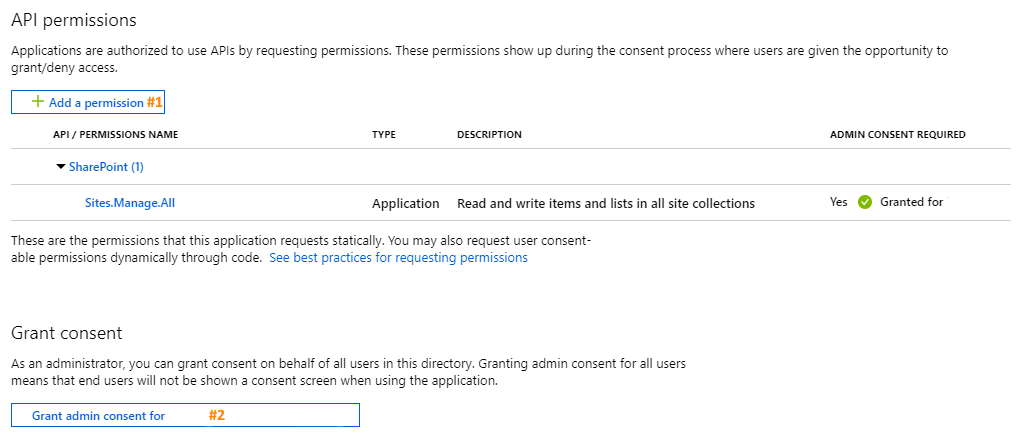 API permissions
Applications are authorized to use APIs by requesting permissions. These permissions show up during the consent process where users are given the opportunity to
grant/deny access.
+ Add a permission #1
API / PERMISSIONS NAME TYPE DESCRIPTION ADMIN CONSENT REQUIRED
SharePoint (1)
Sites.Manage.All Application Read and write items and lists in all site collections Yes Granted for
These are the permissions that this application requests statically. You may also request user consent-
able permissions dynamically through code. See best practices for requesting permissions
Grant consent
As an administrator, you can grant consent on behalf of all users in this directory. Granting admin consent for all users
means that end users will not be shown a consent screen when using the application.
Grant admin consent for #2